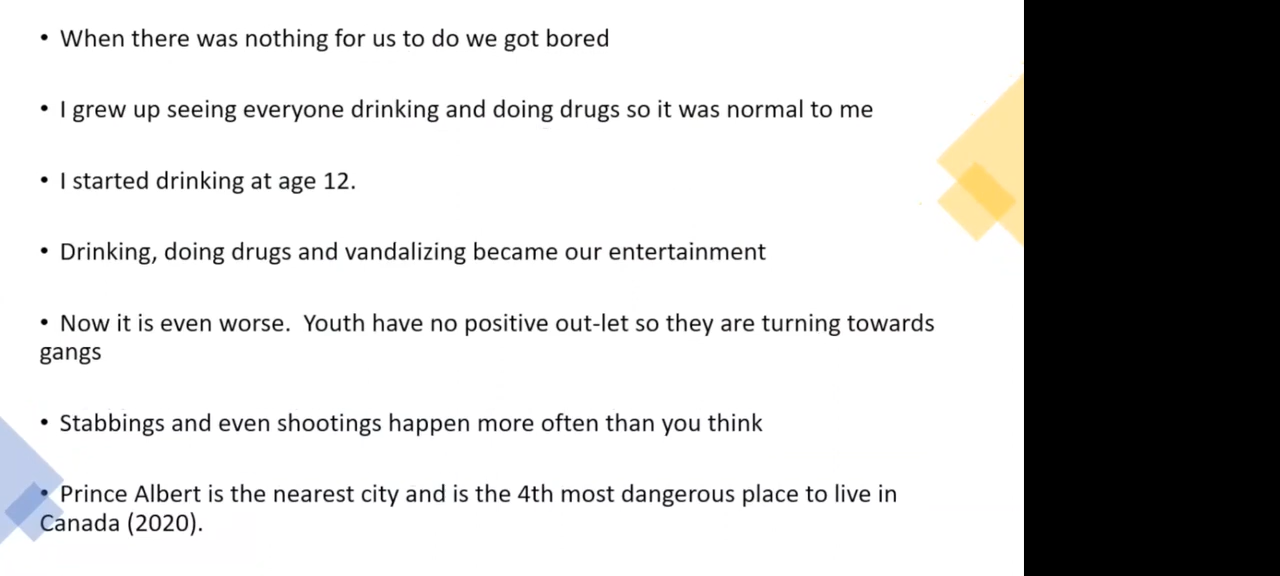 • When there was nothing for us to do we got bored
• I grew up seeing everyone drinking and doing drugs so it was normal to me
• I started drinking at age 12.
• Drinking, doing drugs and vandalizing became our entertainment
• Now it is even worse.  Youth have no positive out-let so they are turning towards
gangs
• Stabbings and even shootings happen more often than you think
• Prince Albert is the nearest city and is the 4th most dangerous place to live in
Canada (2020).